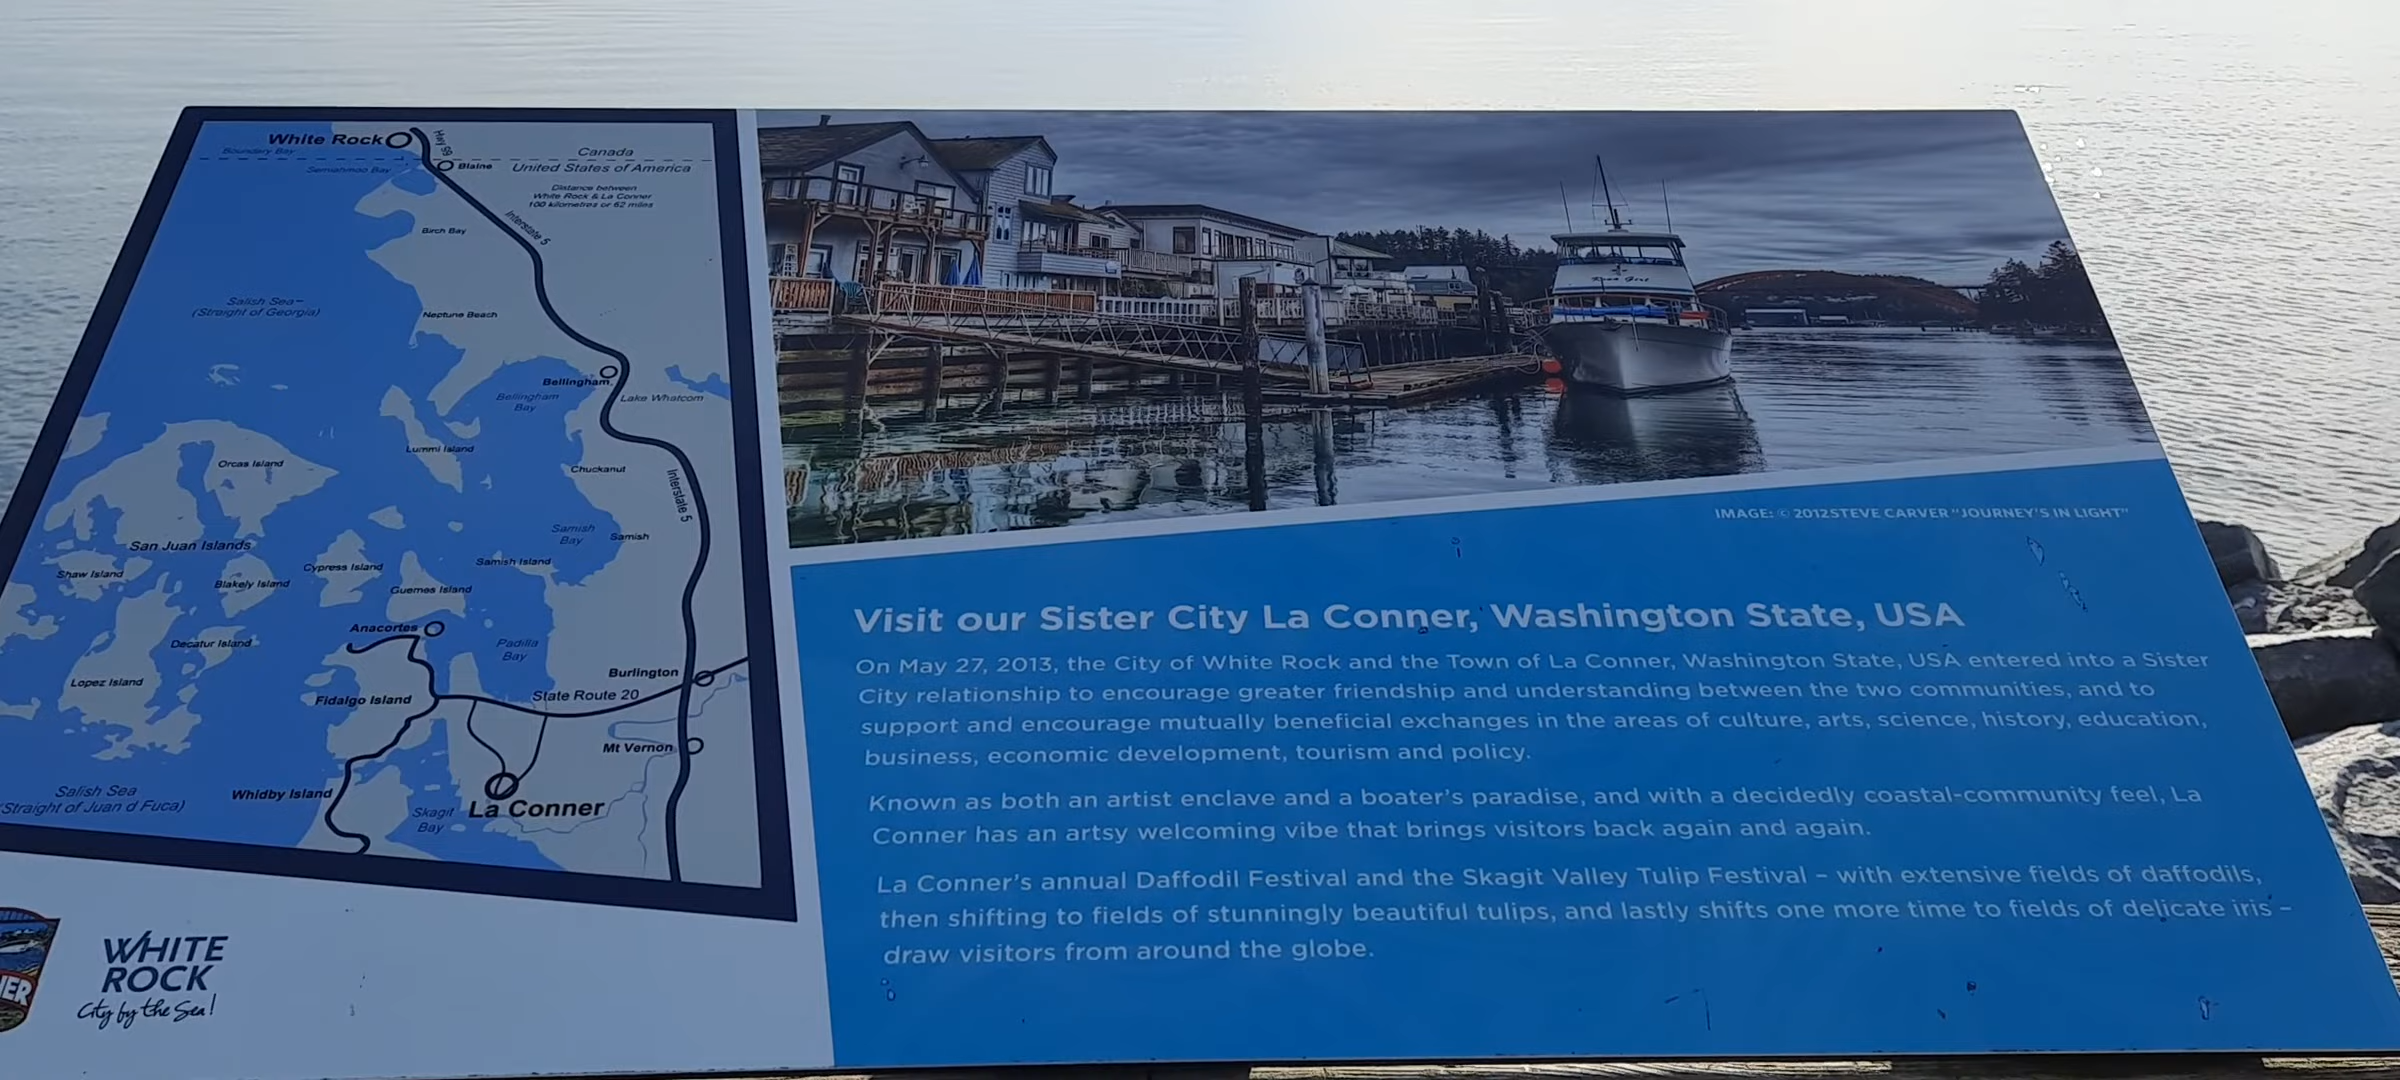 White Rock
Hwy 99
Boundary Bay
Semiahmoo Bay
Blaine
Canada
United States of America
Distance between
White Rock & La Conner
100 kilometres or 62 miles
Interstate 5
Birch Bay
Salish Sea–
(Straight of Georgia)
Neptune Beach
Bellingham
Bellingham
Bay
Lake Whatcom
Lummi Island
Orcas Island
Chuckanut
Interstate 5
Samish
Bay
Samish
San Juan Islands
Shaw Island
Blakely Island
Cypress Island
Samish Island
Guemes Island
Anacortes
Decatur Island
Padilla
Bay
Lopez Island
Burlington
Fidalgo Island
State Route 20
Mt Vernon
Salish Sea
(Straight of Juan d Fuca)
Whidby Island
Skagit
Bay
La Conner
WHITE
ROCK
City by the Sea!
IMAGE: © 2012STEVE CARVER "JOURNEY'S IN LIGHT"
Visit our Sister City La Conner, Washington State, USA
On May 27, 2013, the City of White Rock and the Town of La Conner, Washington State, USA entered into a Sister
City relationship to encourage greater friendship and understanding between the two communities, and to
support and encourage mutually beneficial exchanges in the areas of culture, arts, science, history, education,
business, economic development, tourism and policy.
Known as both an artist enclave and a boater's paradise, and with a decidedly coastal-community feel, La
Conner has an artsy welcoming vibe that brings visitors back again and again.
La Conner's annual Daffodil Festival and the Skagit Valley Tulip Festival – with extensive fields of daffodils,
then shifting to fields of stunningly beautiful tulips, and lastly shifts one more time to fields of delicate iris –
draw visitors from around the globe.